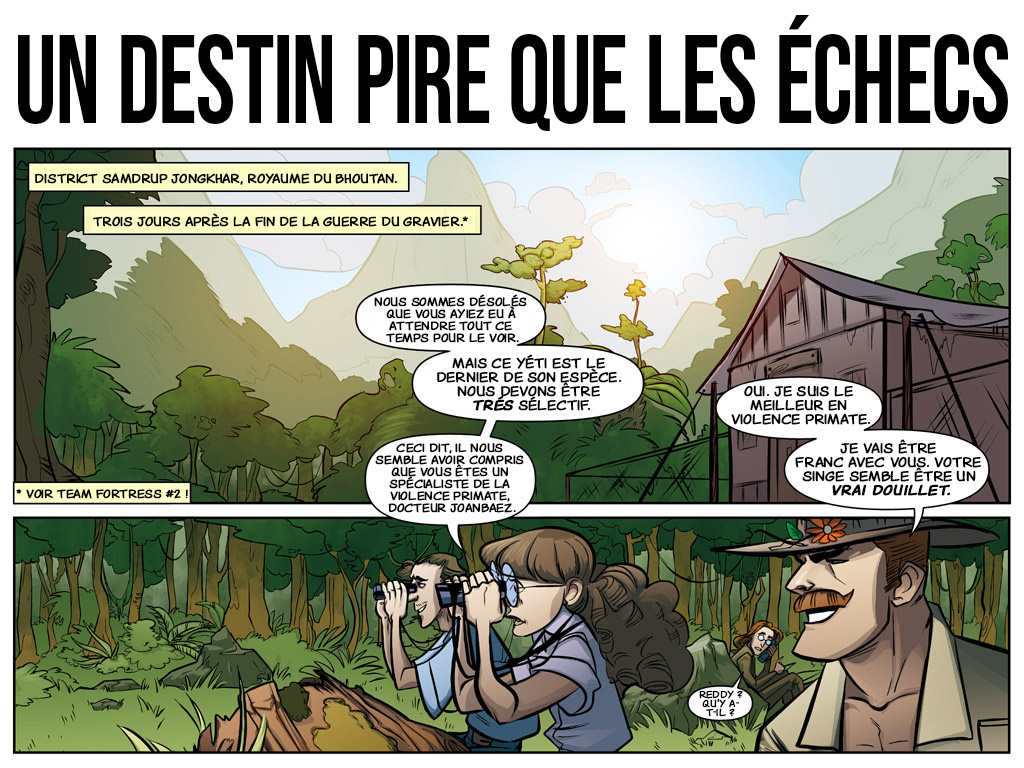 UN DESTIN PIRE QUE LES ÉCHECS
DISTRICT SAMDRUP JONGKHAR, ROYAUME DU BHOUTAN.
TROIS JOURS APRÈS LA FIN DE LA GUERRE DU GRAVIER.*
NOUS SOMMES DÉSOLÉS
QUE VOUS AYIEZ EU À
ATTENDRE TOUT CE
TEMPS POUR LE VOIR.
MAIS CE YÉTI EST LE
DERNIER DE SON ESPÈCE.
NOUS DEVONS ÊTRE
TRÉS SÉLECTIF.
CECI DIT, IL NOUS
SEMBLE AVOIR COMPRIS
QUE VOUS ÊTES UN
SPÉCIALISTE DE LA
VIOLENCE PRIMATE,
DOCTEUR JOANBAEZ.
OUI. JE SUIS LE
MEILLEUR EN
VIOLENCE PRIMATE.
JE VAIS ÊTRE
FRANC AVEC VOUS. VOTRE
SINGE SEMBLE ÊTRE UN
VRAI DOUILLET.
* VOIR TEAM FORTRESS #2 !
REDDY ?
QU'Y A-
T-IL ?